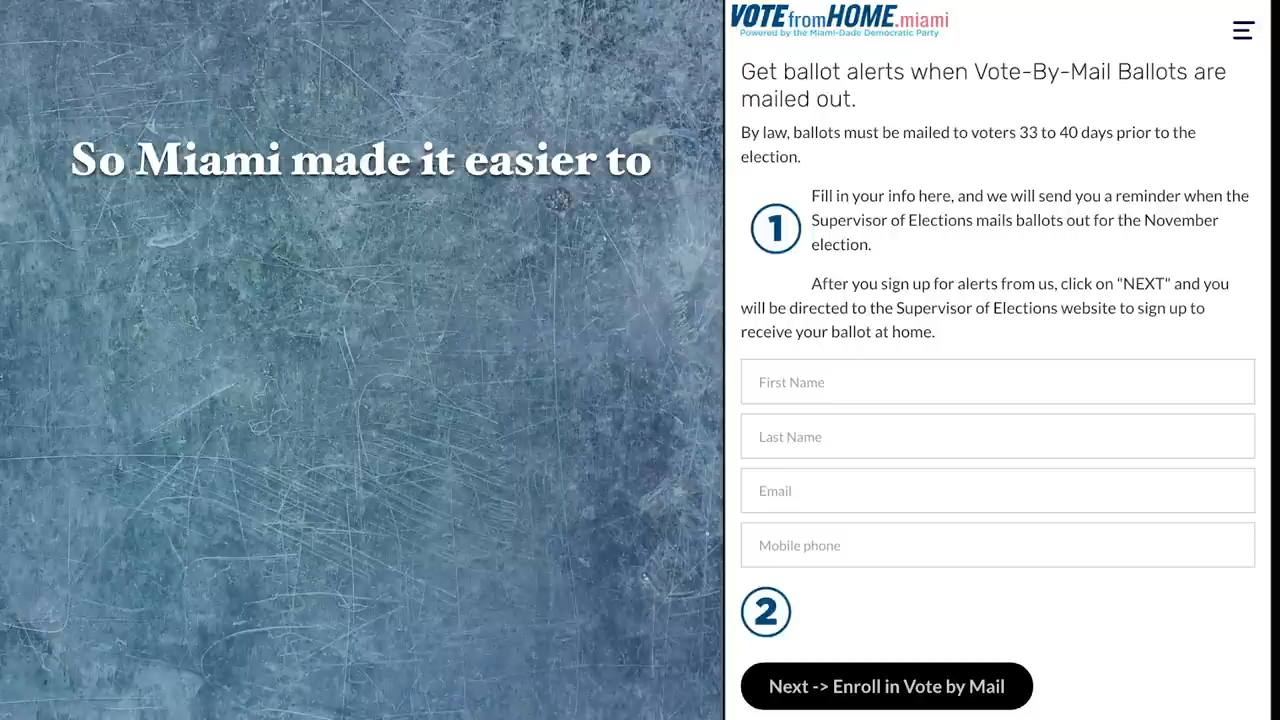 So Miami made it easier to
VOTEfromHOME.miami
Powered by the Miami-Dade Democratic Party
Get ballot alerts when Vote-By-Mail Ballots are
mailed out.
By law, ballots must be mailed to voters 33 to 40 days prior to the
election.
1
Fill in your info here, and we will send you a reminder when the
Supervisor of Elections mails ballots out for the November
election.
After you sign up for alerts from us, click on "NEXT" and you
will be directed to the Supervisor of Elections website to sign up to
receive your ballot at home.
First Name
Last Name
Email
Mobile phone
2
Next -> Enroll in Vote by Mail